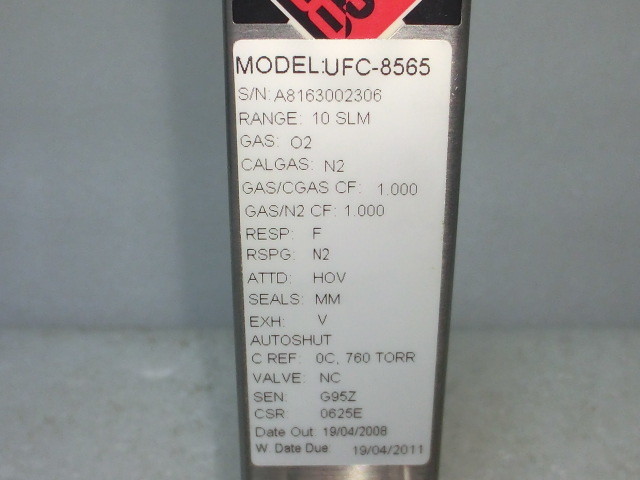 MODEL:UFC-8565
S/N: A8163002306
RANGE: 10 SLM
GAS: O2
CALGAS: N2
GAS/CGAS CF: 1.000
GAS/N2 CF: 1.000
RESP: F
RSPG: N2
ATTD: HOV
SEALS: MM
EXH: V
AUTOSHUT
C REF: 0C, 760 TORR
VALVE: NC
SEN: G95Z
CSR: 0625E
Date Out: 19/04/2008
W. Date Due: 19/04/2011